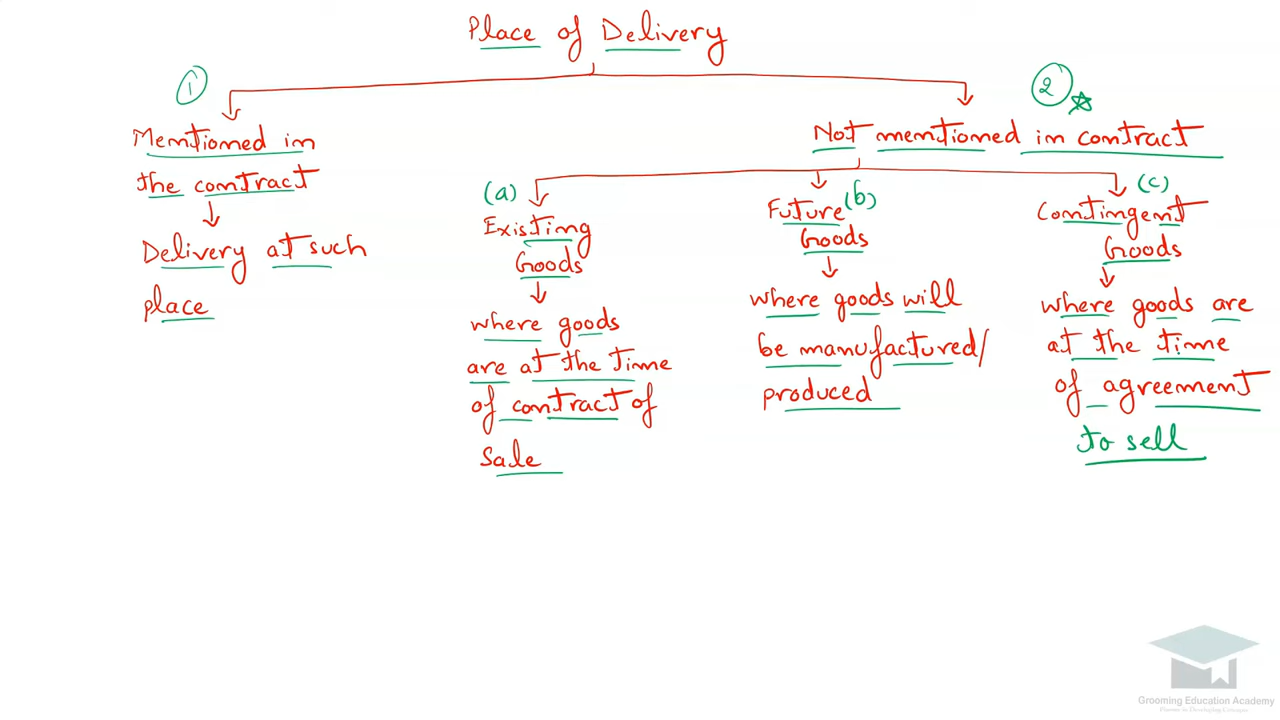 Place of Delivery
①
Mentioned in
the contract
Delivery at such
place
② ☆
Not mentioned in contract
(a)
Existing
Goods
where goods
are at the time
of contract of
Sale
(b)
Future
Goods
where goods will
be manufactured/
produced
(c)
Contingent
Goods
where goods are
at the time
of agreement
to sell
Grooming Education Academy